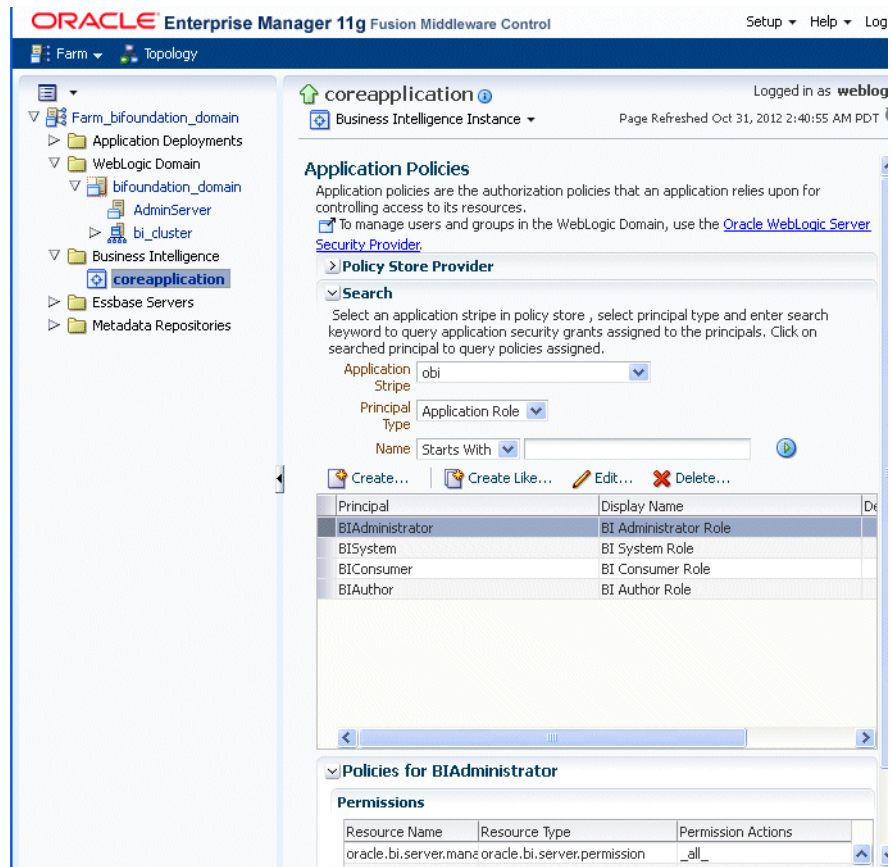 ORACLE Enterprise Manager 11g Fusion Middleware Control
Setup Help Log
Farm Topology
Farm_bifoundation_domain
Application Deployments
WebLogic Domain
bifoundation_domain
AdminServer
bi_cluster
Business Intelligence
coreapplication
Essbase Servers
Metadata Repositories
coreapplication
Logged in as weblog
Business Intelligence Instance
Page Refreshed Oct 31, 2012 2:40:55 AM PDT
Application Policies
Application policies are the authorization policies that an application relies upon for
controlling access to its resources.
To manage users and groups in the WebLogic Domain, use the Oracle WebLogic Server
Security Provider.
Policy Store Provider
Search
Select an application stripe in policy store , select principal type and enter search
keyword to query application security grants assigned to the principals. Click on
searched principal to query policies assigned.
Application
Stripe
obi
Principal
Type
Application Role
Name Starts With
Create... Create Like... Edit... Delete...
Principal Display Name De
BIAdministrator BI Administrator Role
BISystem BI System Role
BIConsumer BI Consumer Role
BIAuthor BI Author Role
Policies for BIAdministrator
Permissions
Resource Name Resource Type Permission Actions
oracle.bi.server.mana oracle.bi.server.permission _all_